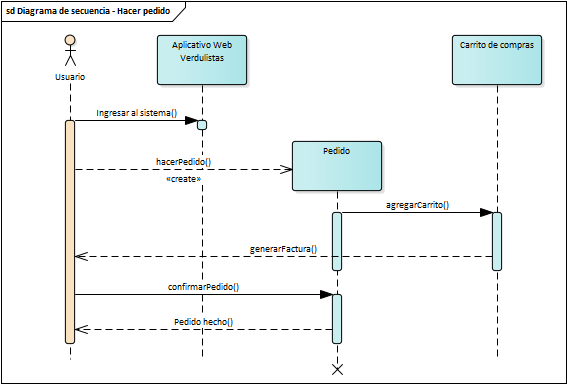 sd Diagrama de secuencia - Hacer pedido
Aplicativo Web
Verdulistas
Carrito de compras
Usuario
Ingresar al sistema()
Pedido
hacerPedido()
«create»
agregarCarrito()
generarFactura()
confirmarPedido()
Pedido hecho()